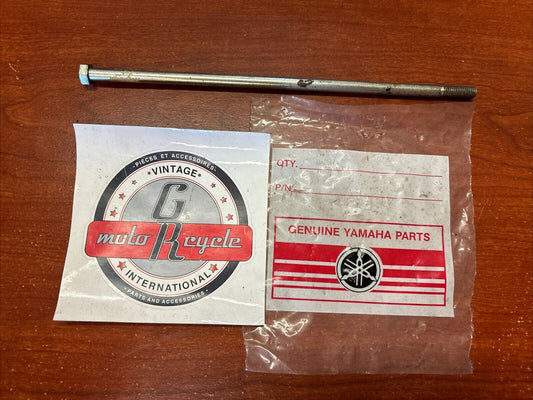 -PIECES ET ACCESSOIRES-
• VINTAGE •
G
moto R cycle
INTERNATIONAL
-PARTS AND ACCESSORIES-
QTY.
P/N
GENUINE YAMAHA PARTS